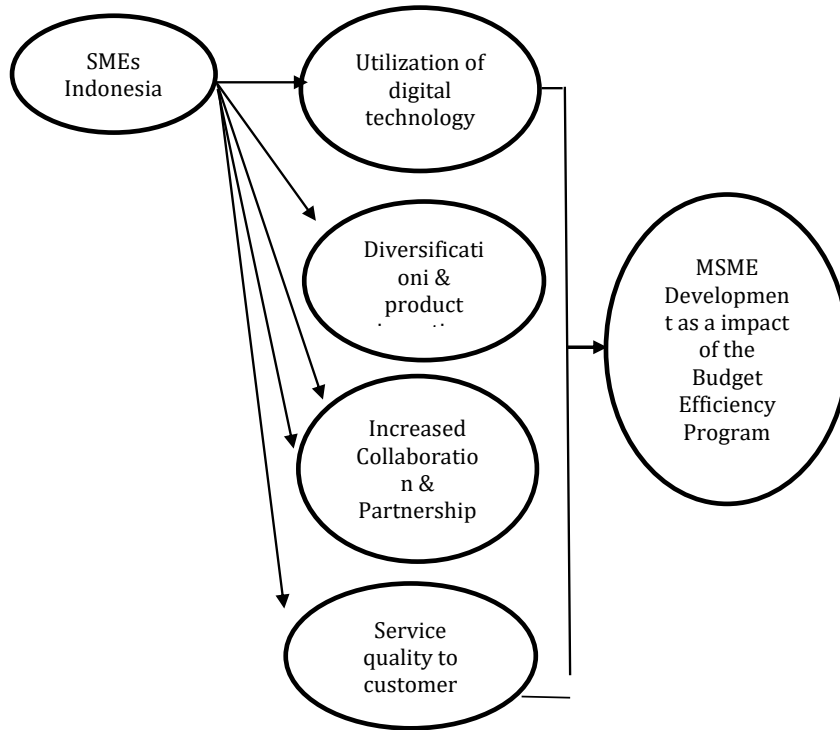 SMEs
Indonesia
Utilization of
digital
technology
Diversificati
oni &
product
Increased
Collaboratio
n &
Partnership
Service
quality to
customer
MSME
Developmen
t as a impact
of the
Budget
Efficiency
Program